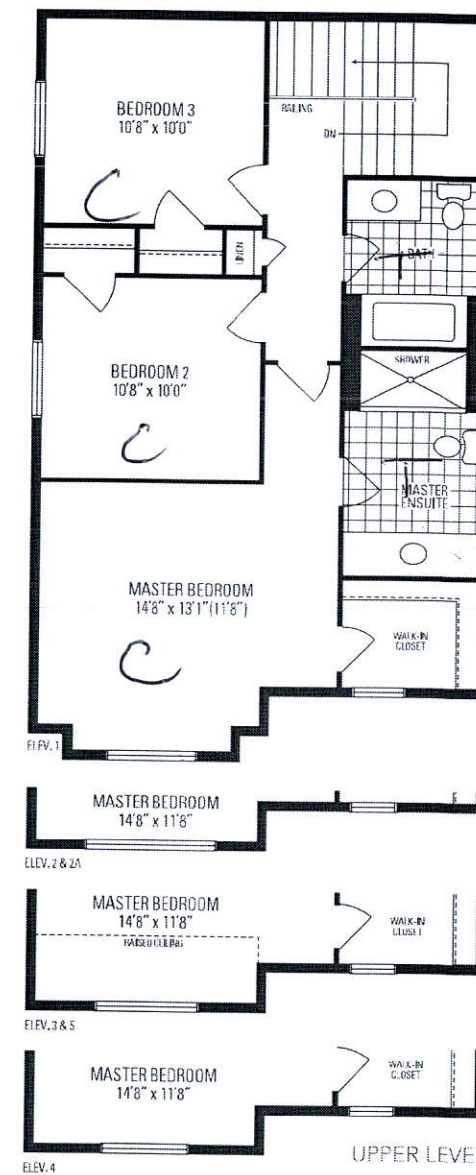 BEDROOM 3
10'8" x 10'0"
C
RAILING
DN
LINEN
BATH
T
BEDROOM 2
10'8" x 10'0"
C
SHOWER
MASTER
ENSUITE
T
MASTER BEDROOM
14'8" x 13'1"(11'8")
C
WALK-IN
CLOSET
ELEV. 1
MASTER BEDROOM
14'8" x 11'8"
ELEV. 2 & 2A
MASTER BEDROOM
14'8" x 11'8"
RAISED CEILING
WALK-IN
CLOSET
ELEV. 3 & 5
MASTER BEDROOM
14'8" x 11'8"
WALK-IN
CLOSET
ELEV. 4
UPPER LEVE